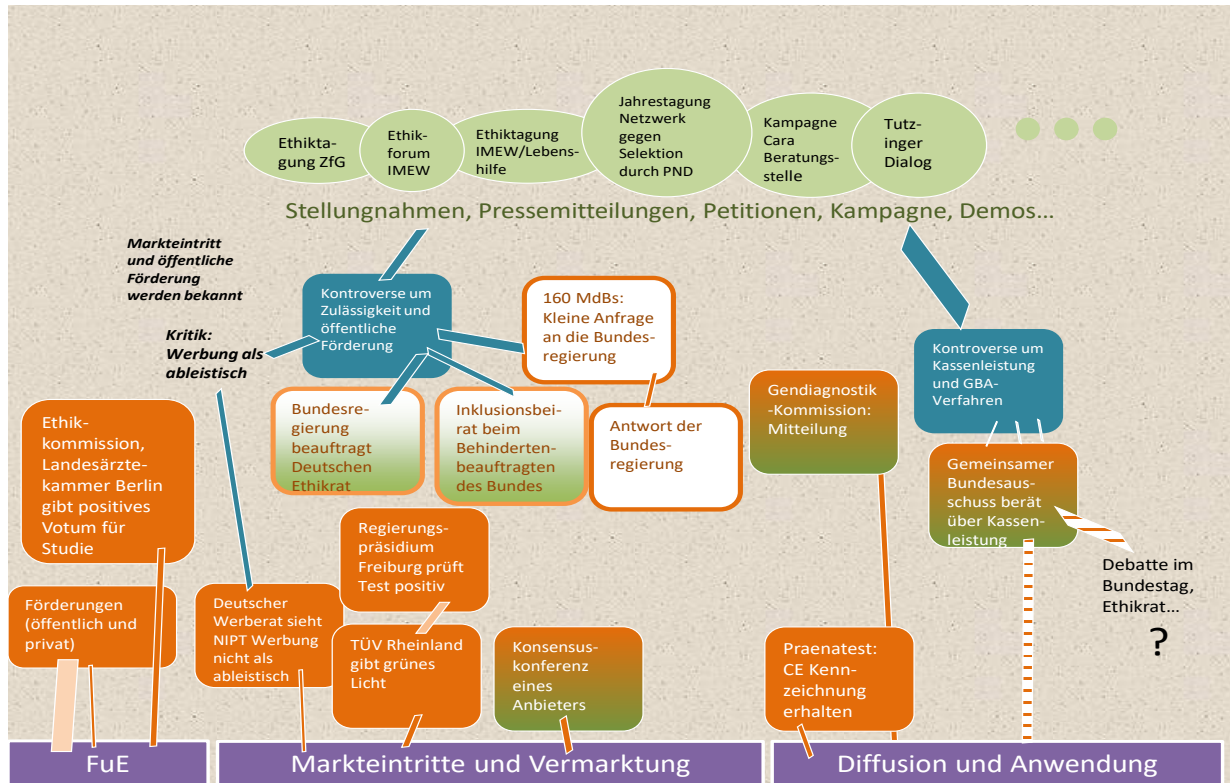 Ethikta-
gung ZfG
Ethik-
forum
IMEW
Ethiktagung
IMEW/Lebens-
hilfe
Jahrestagung
Netzwerk
gegen
Selektion
durch PND
Kampagne
Cara
Beratungs-
stelle
Tutz-
inger
Dialog
Stellungnahmen, Pressemitteilungen, Petitionen, Kampagne, Demos...
Markteintritt
und öffentliche
Förderung
werden bekannt
Kritik:
Werbung als
ableistisch
Kontroverse um
Zulässigkeit und
öffentliche
Förderung
160 MdBs:
Kleine Anfrage
an die Bundes-
regierung
Kontroverse um
Kassenleistung
und GBA-
Verfahren
Ethik-
kommission,
Landesärzte-
kammer Berlin
gibt positives
Votum für
Studie
Bundesre-
gierung
beauftragt
Deutschen
Ethikrat
Inklusionsbei-
rat beim
Behinderten-
beauftragten
des Bundes
Antwort der
Bundes-
regierung
Gendiagnostik
-Kommission:
Mitteilung
Gemeinsamer
Bundesaus-
schuss berät
über Kassen-
leistung
Regierungs-
präsidium
Freiburg prüft
Test positiv
Debatte im
Bundestag,
Ethikrat...
?
Förderungen
(öffentlich und
privat)
Deutscher
Werberat sieht
NIPT Werbung
nicht als
ableistisch
TÜV Rheinland
gibt grünes
Licht
Konsensus-
konferenz
eines
Anbieters
Praenatest:
CE Kenn-
zeichnung
erhalten
FuE
Markteintritte und Vermarktung
Diffusion und Anwendung